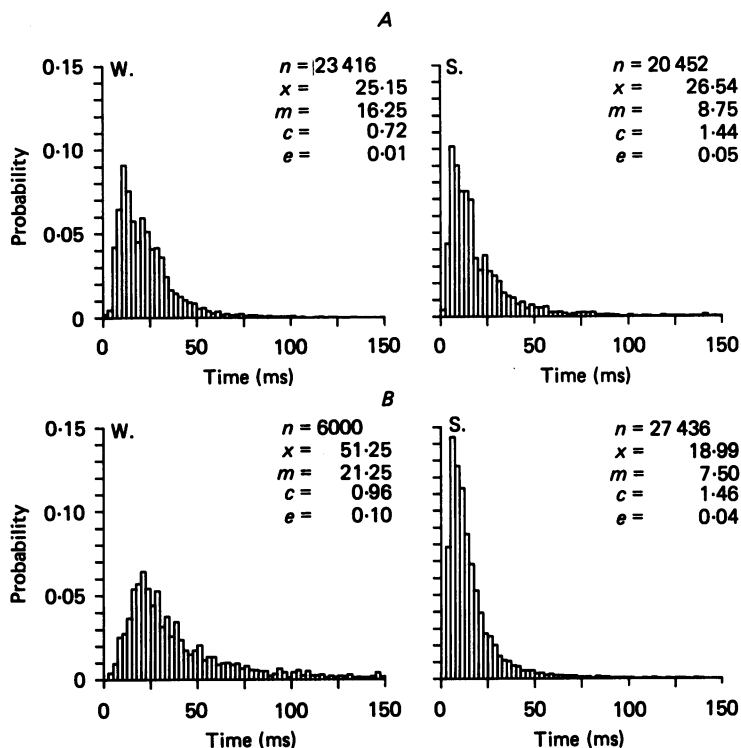 A
W.
n = 23 416
x = 25·15
m = 16·25
c = 0·72
e = 0·01
0·15
0·10
0·05
0
Probability
0 50 100 150
Time (ms)
S.
n = 20 452
x = 26·54
m = 8·75
c = 1·44
e = 0·05
0 50 100 150
Time (ms)
B
W.
n = 6000
x = 51·25
m = 21·25
c = 0·96
e = 0·10
0·15
0·10
0·05
0
Probability
0 50 100 150
Time (ms)
S.
n = 27 436
x = 18·99
m = 7·50
c = 1·46
e = 0·04
0 50 100 150
Time (ms)